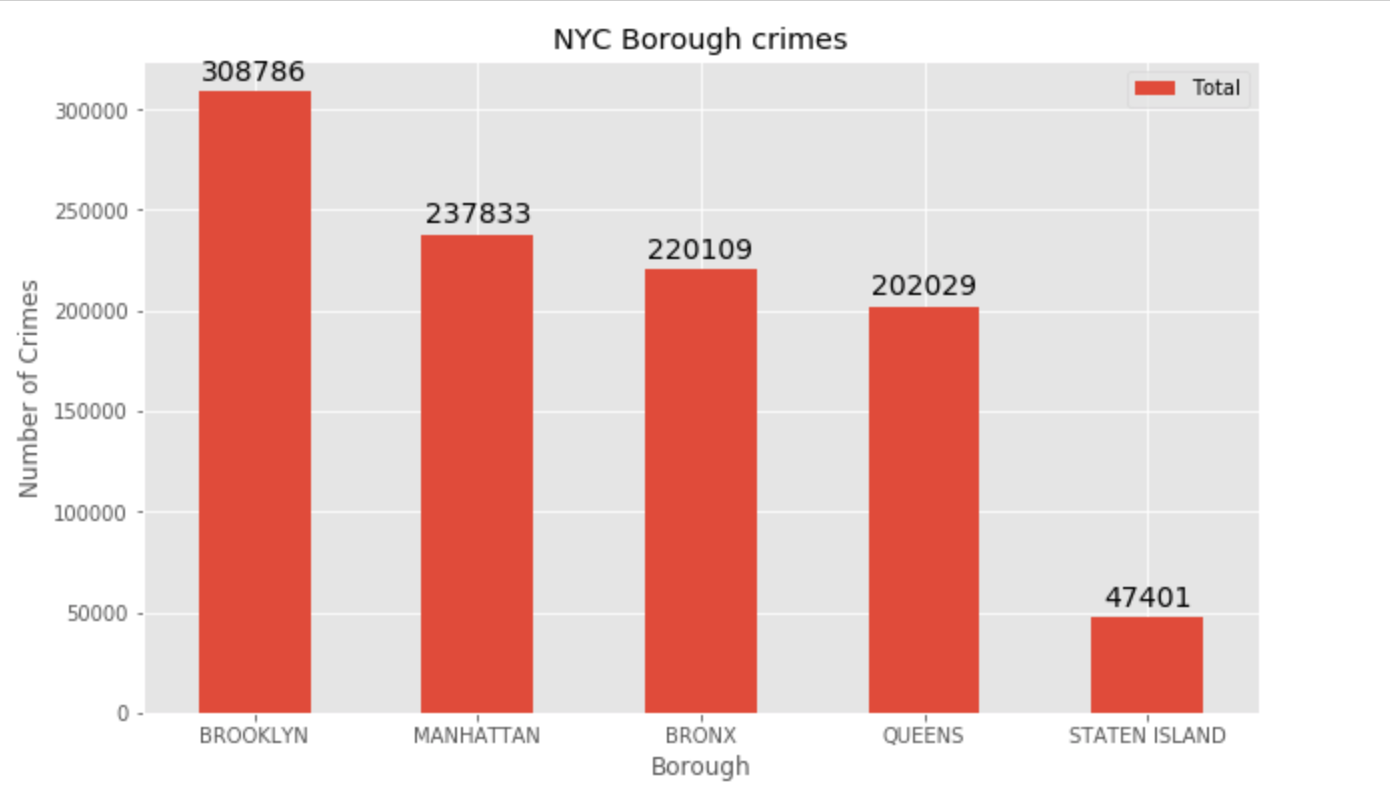 NYC Borough crimes
308786
Total
300000
250000
237833
220109
202029
200000
Number of Crimes
150000
100000
50000
47401
0
BROOKLYN MANHATTAN BRONX QUEENS STATEN ISLAND
Borough